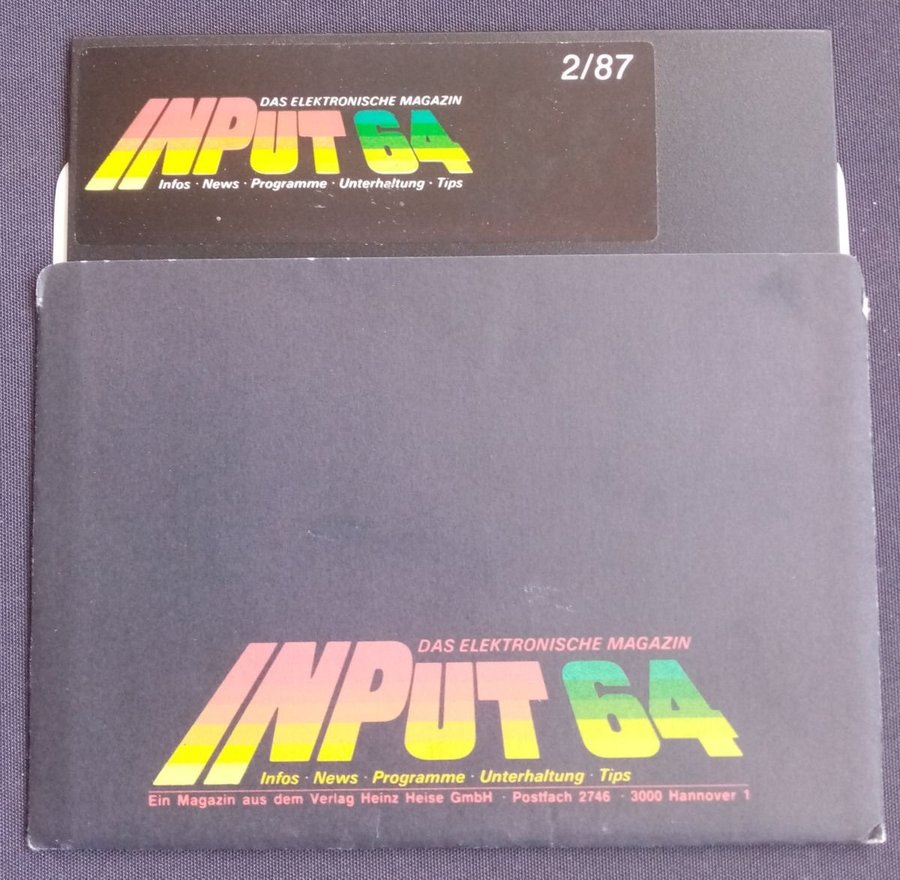 2/87
DAS ELEKTRONISCHE MAGAZIN
INPUT 64
Infos · News · Programme · Unterhaltung · Tips
DAS ELEKTRONISCHE MAGAZIN
INPUT 64
Infos · News · Programme · Unterhaltung · Tips
Ein Magazin aus dem Verlag Heinz Heise GmbH · Postfach 2746 · 3000 Hannover 1